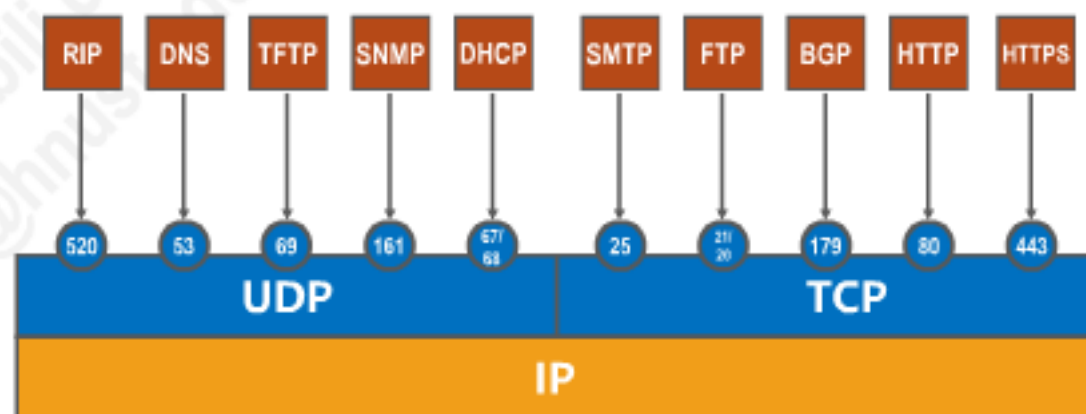 RIP DNS TFTP SNMP DHCP SMTP FTP BGP HTTP HTTPS
520 53 69 161 67/ 68 25 21/ 20 179 80 443
UDP TCP
IP